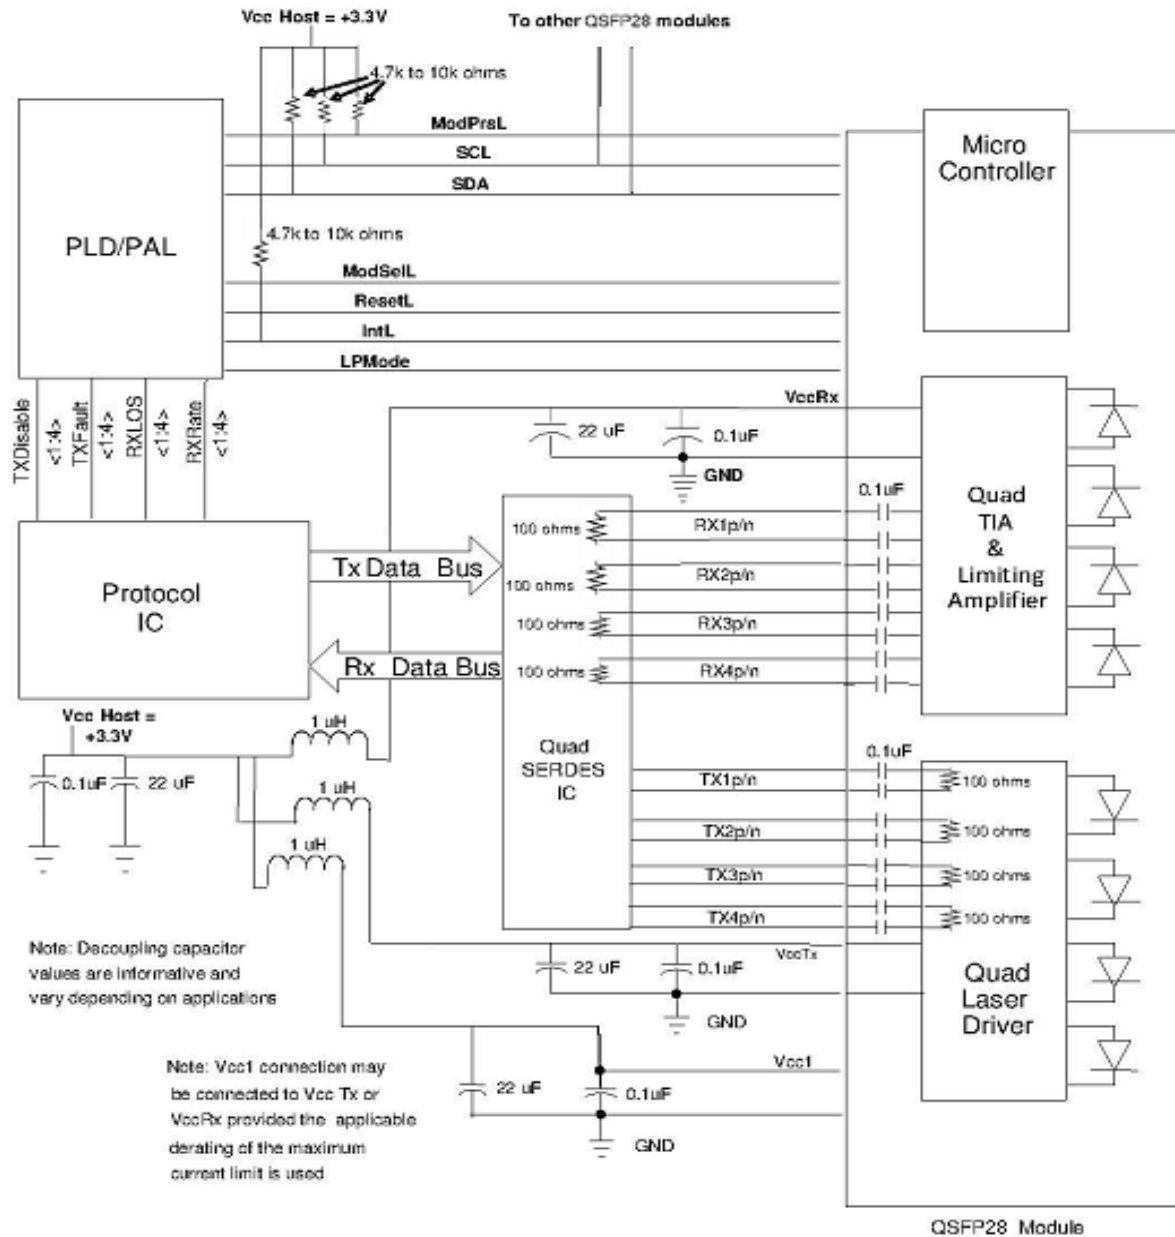 Vcc Host = +3.3V
To other QSFP28 modules
4.7k to 10k ohms
ModPrsL
SCL
SDA
Micro
Controller
PLD/PAL
4.7k to 10k ohms
ModSelL
ResetL
IntL
LPMode
TXDisable
<1:4>
TXFault
<1:4>
RXLOS
<1:4>
RXRate
<1:4>
VccRx
22 uF
0.1uF
GND
0.1uF
Quad
TIA
&
Limiting
Amplifier
100 ohms
RX1p/n
100 ohms
RX2p/n
100 ohms
RX3p/n
100 ohms
RX4p/n
Tx Data Bus
Protocol
IC
Rx Data Bus
Vcc Host =
+3.3V
0.1uF
22 uF
1 uH
1 uH
1 uH
Quad
SERDES
IC
0.1uF
TX1p/n
100 ohms
TX2p/n
100 ohms
TX3p/n
100 ohms
TX4p/n
100 ohms
Note: Decoupling capacitor
values are informative and
vary depending on applications
VccTx
22 uF
0.1uF
GND
Quad
Laser
Driver
Note: Vcc1 connection may
be connected to Vcc Tx or
VccRx provided the applicable
derating of the maximum
current limit is used
Vcc1
22 uF
0.1uF
GND
QSFP28 Module